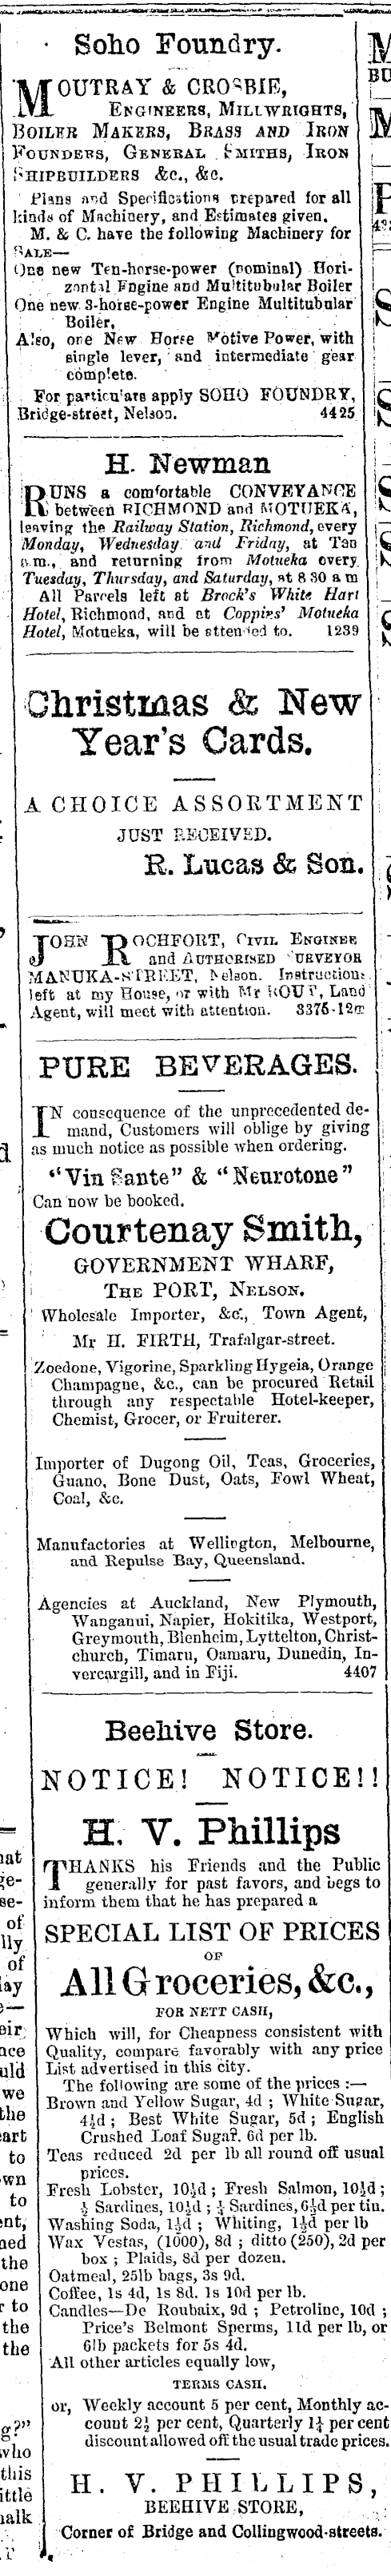 Soho Foundry.
MOUTRAY & CROSBIE,
ENGINEERS, MILLWRIGHTS,
BOILER MAKERS, BRASS AND IRON
FOUNDERS, GENERAL SMITHS, IRON
SHIPBUILDERS &c., &c.
Plans and Specifications prepared for all
kinds of Machinery, and Estimates given.
M. & C. have the following Machinery for
SALE—
One new Ten-horse-power (nominal) Hori-
zontal Engine and Multitubular Boiler
One new 3-horse-power Engine Multitubular
Boiler,
Also, one New Horse Motive Power, with
single lever, and intermediate gear
complete.
For particulars apply SOHO FOUNDRY,
Bridge-street, Nelson. 4425
H. Newman
RUNS a comfortable CONVEYANCE
between RICHMOND and MOTUEKA,
leaving the Railway Station, Richmond, every
Monday, Wednesday and Friday, at Ten
a.m., and returning from Motueka every
Tuesday, Thursday, and Saturday, at 8 30 a m
All Parcels left at Brock's White Hart
Hotel, Richmond, and at Coppins' Motueka
Hotel, Motueka, will be attended to. 1239
Christmas & New
Year's Cards.
A CHOICE ASSORTMENT
JUST RECEIVED.
R. Lucas & Son.
JOHN ROCHFORT, CIVIL ENGINEER
and AUTHORISED SURVEYOR
MANUKA-STREET, Nelson. Instructions
left at my House, or with Mr ROUT, Land
Agent, will meet with attention. 3375-12m
PURE BEVERAGES.
IN consequence of the unprecedented de-
mand, Customers will oblige by giving
as much notice as possible when ordering.
"Vin Sante" & "Neurotone"
Can now be booked.
Courtenay Smith,
GOVERNMENT WHARF,
THE PORT, NELSON.
Wholesale Importer, &c., Town Agent,
Mr H. FIRTH, Trafalgar-street.
Zoedone, Vigorine, Sparkling Hygeia, Orange
Champagne, &c., can be procured Retail
through any respectable Hotel-keeper,
Chemist, Grocer, or Fruiterer.
Importer of Dugong Oil, Teas, Groceries,
Guano, Bone Dust, Oats, Fowl Wheat,
Coal, &c.
Manufactories at Wellington, Melbourne,
and Repulse Bay, Queensland.
Agencies at Auckland, New Plymouth,
Wanganui, Napier, Hokitika, Westport,
Greymouth, Blenheim, Lyttelton, Christ-
church, Timaru, Oamaru, Dunedin, In-
vercargill, and in Fiji. 4407
Beehive Store.
NOTICE! NOTICE!!
H. V. Phillips
THANKS his Friends and the Public
generally for past favors, and begs to
inform them that he has prepared a
SPECIAL LIST OF PRICES
OF
All Groceries, &c.,
FOR NETT CASH,
Which will, for Cheapness consistent with
Quality, compare favorably with any price
List advertised in this city.
The following are some of the prices :—
Brown and Yellow Sugar, 4d ; White Sugar,
4½d ; Best White Sugar, 5d ; English
Crushed Loaf Sugar, 6d per lb.
Teas reduced 2d per lb all round off usual
prices.
Fresh Lobster, 10½d ; Fresh Salmon, 10½d ;
½ Sardines, 10½d ; ¼ Sardines, 6½d per tin.
Washing Soda, 1½d ; Whiting, 1½d per lb
Wax Vestas, (1000), 8d ; ditto (250), 2d per
box ; Plaids, 8d per dozen.
Oatmeal, 25lb bags, 3s 9d.
Coffee, 1s 4d, 1s 8d. 1s 10d per lb.
Candles—De Roubaix, 9d ; Petroline, 10d ;
Price's Belmont Sperms, 11d per lb, or
6lb packets for 5s 4d.
All other articles equally low,
TERMS CASH.
or, Weekly account 5 per cent, Monthly ac-
count 2½ per cent, Quarterly 1¼ per cent
discount allowed off the usual trade prices.
H. V. PHILLIPS,
BEEHIVE STORE,
Corner of Bridge and Collingwood-streets.